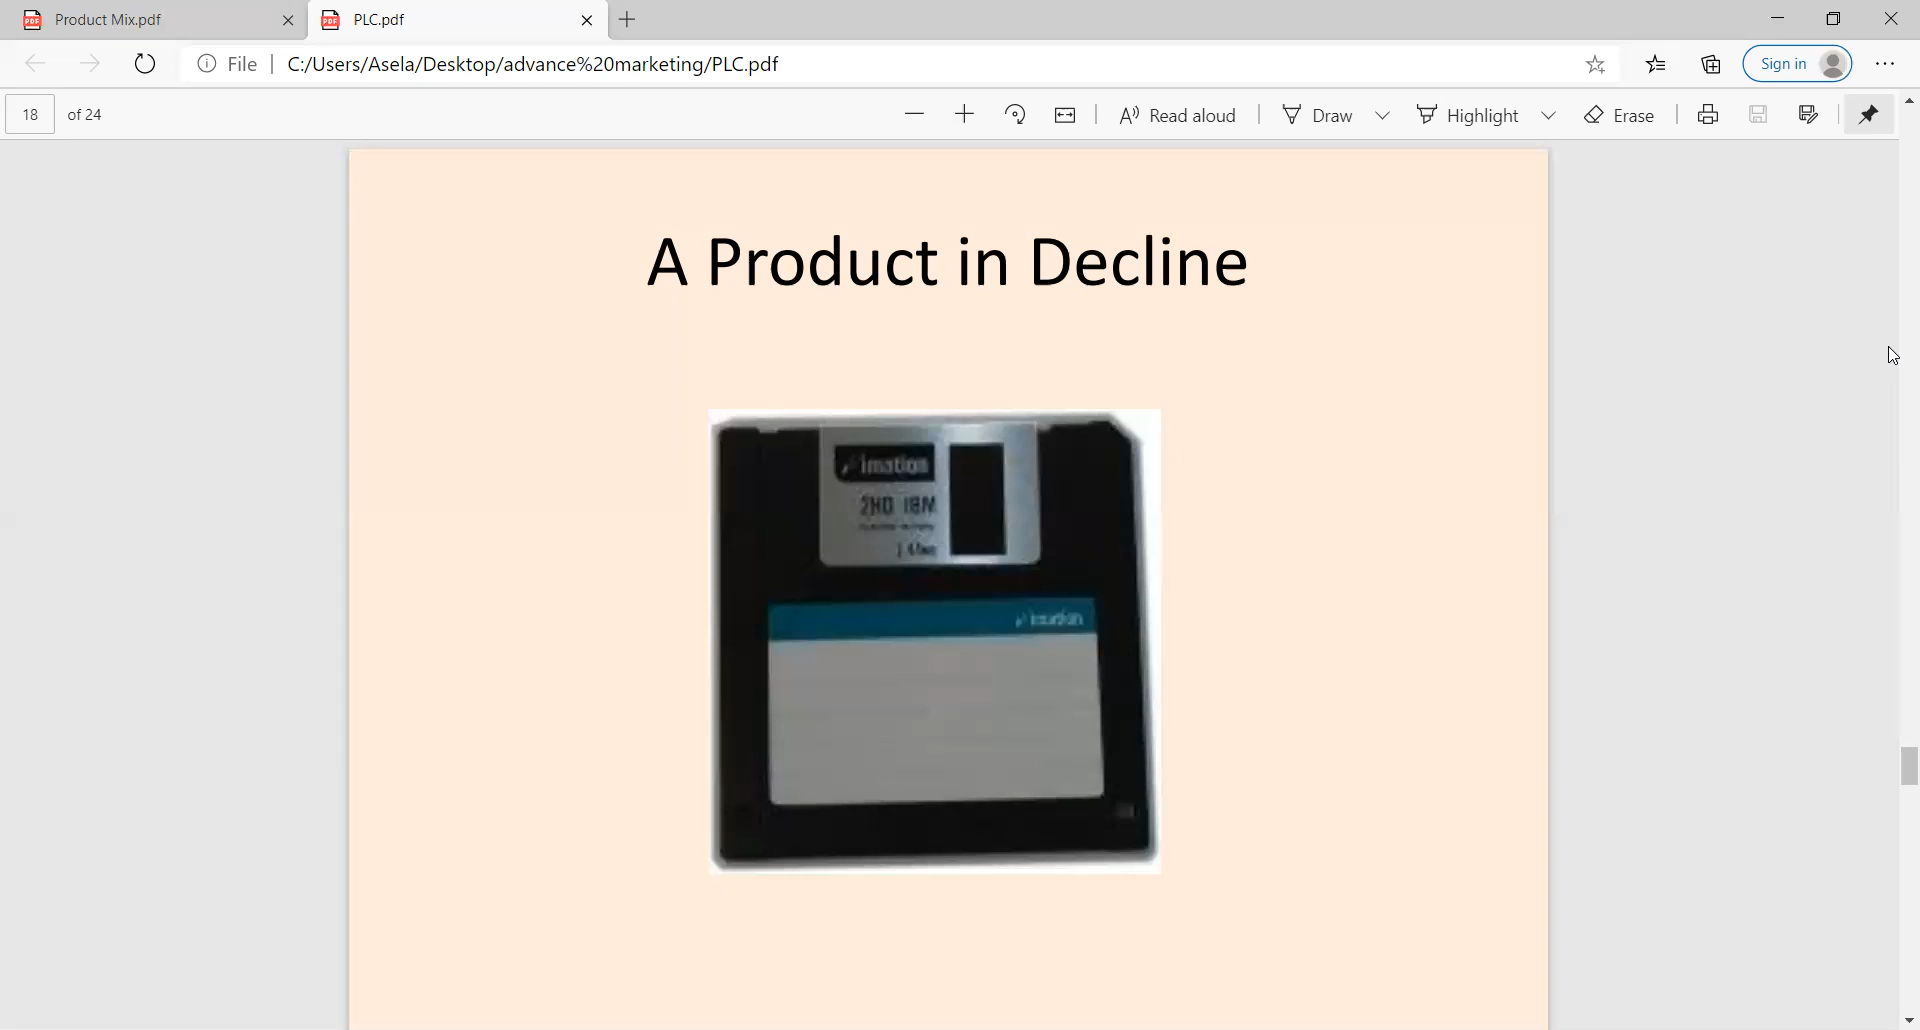 Product Mix.pdf
PLC.pdf
File
C:/Users/Asela/Desktop/advance%20marketing/PLC.pdf
Sign in
18 of 24
Read aloud
Draw
Highlight
Erase
A Product in Decline
imation
2HD IBM
imation